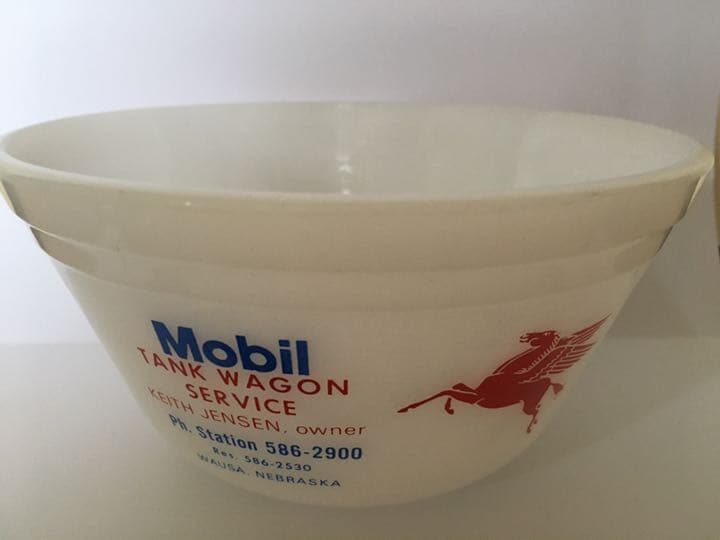 Mobil
TANK WAGON
SERVICE
KEITH JENSEN, owner
Ph. Station 586-2900
Res. 586-2530
WAUSA, NEBRASKA